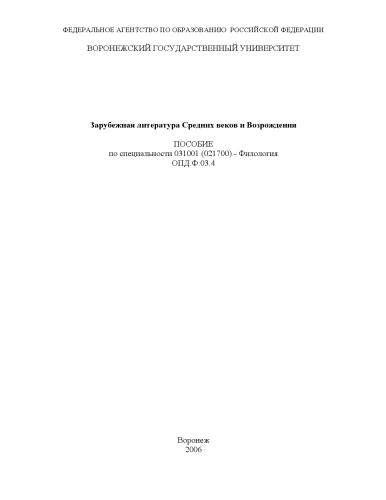 ФЕДЕРАЛЬНОЕ АГЕНТСТВО ПО ОБРАЗОВАНИЮ РОССИЙСКОЙ ФЕДЕРАЦИИ
ВОРОНЕЖСКИЙ ГОСУДАРСТВЕННЫЙ УНИВЕРСИТЕТ
Зарубежная литература Средних веков и Возрождения
ПОСОБИЕ
по специальности 031001 (021700) - Филология
ОПД.Ф.03.4
Воронеж
2006